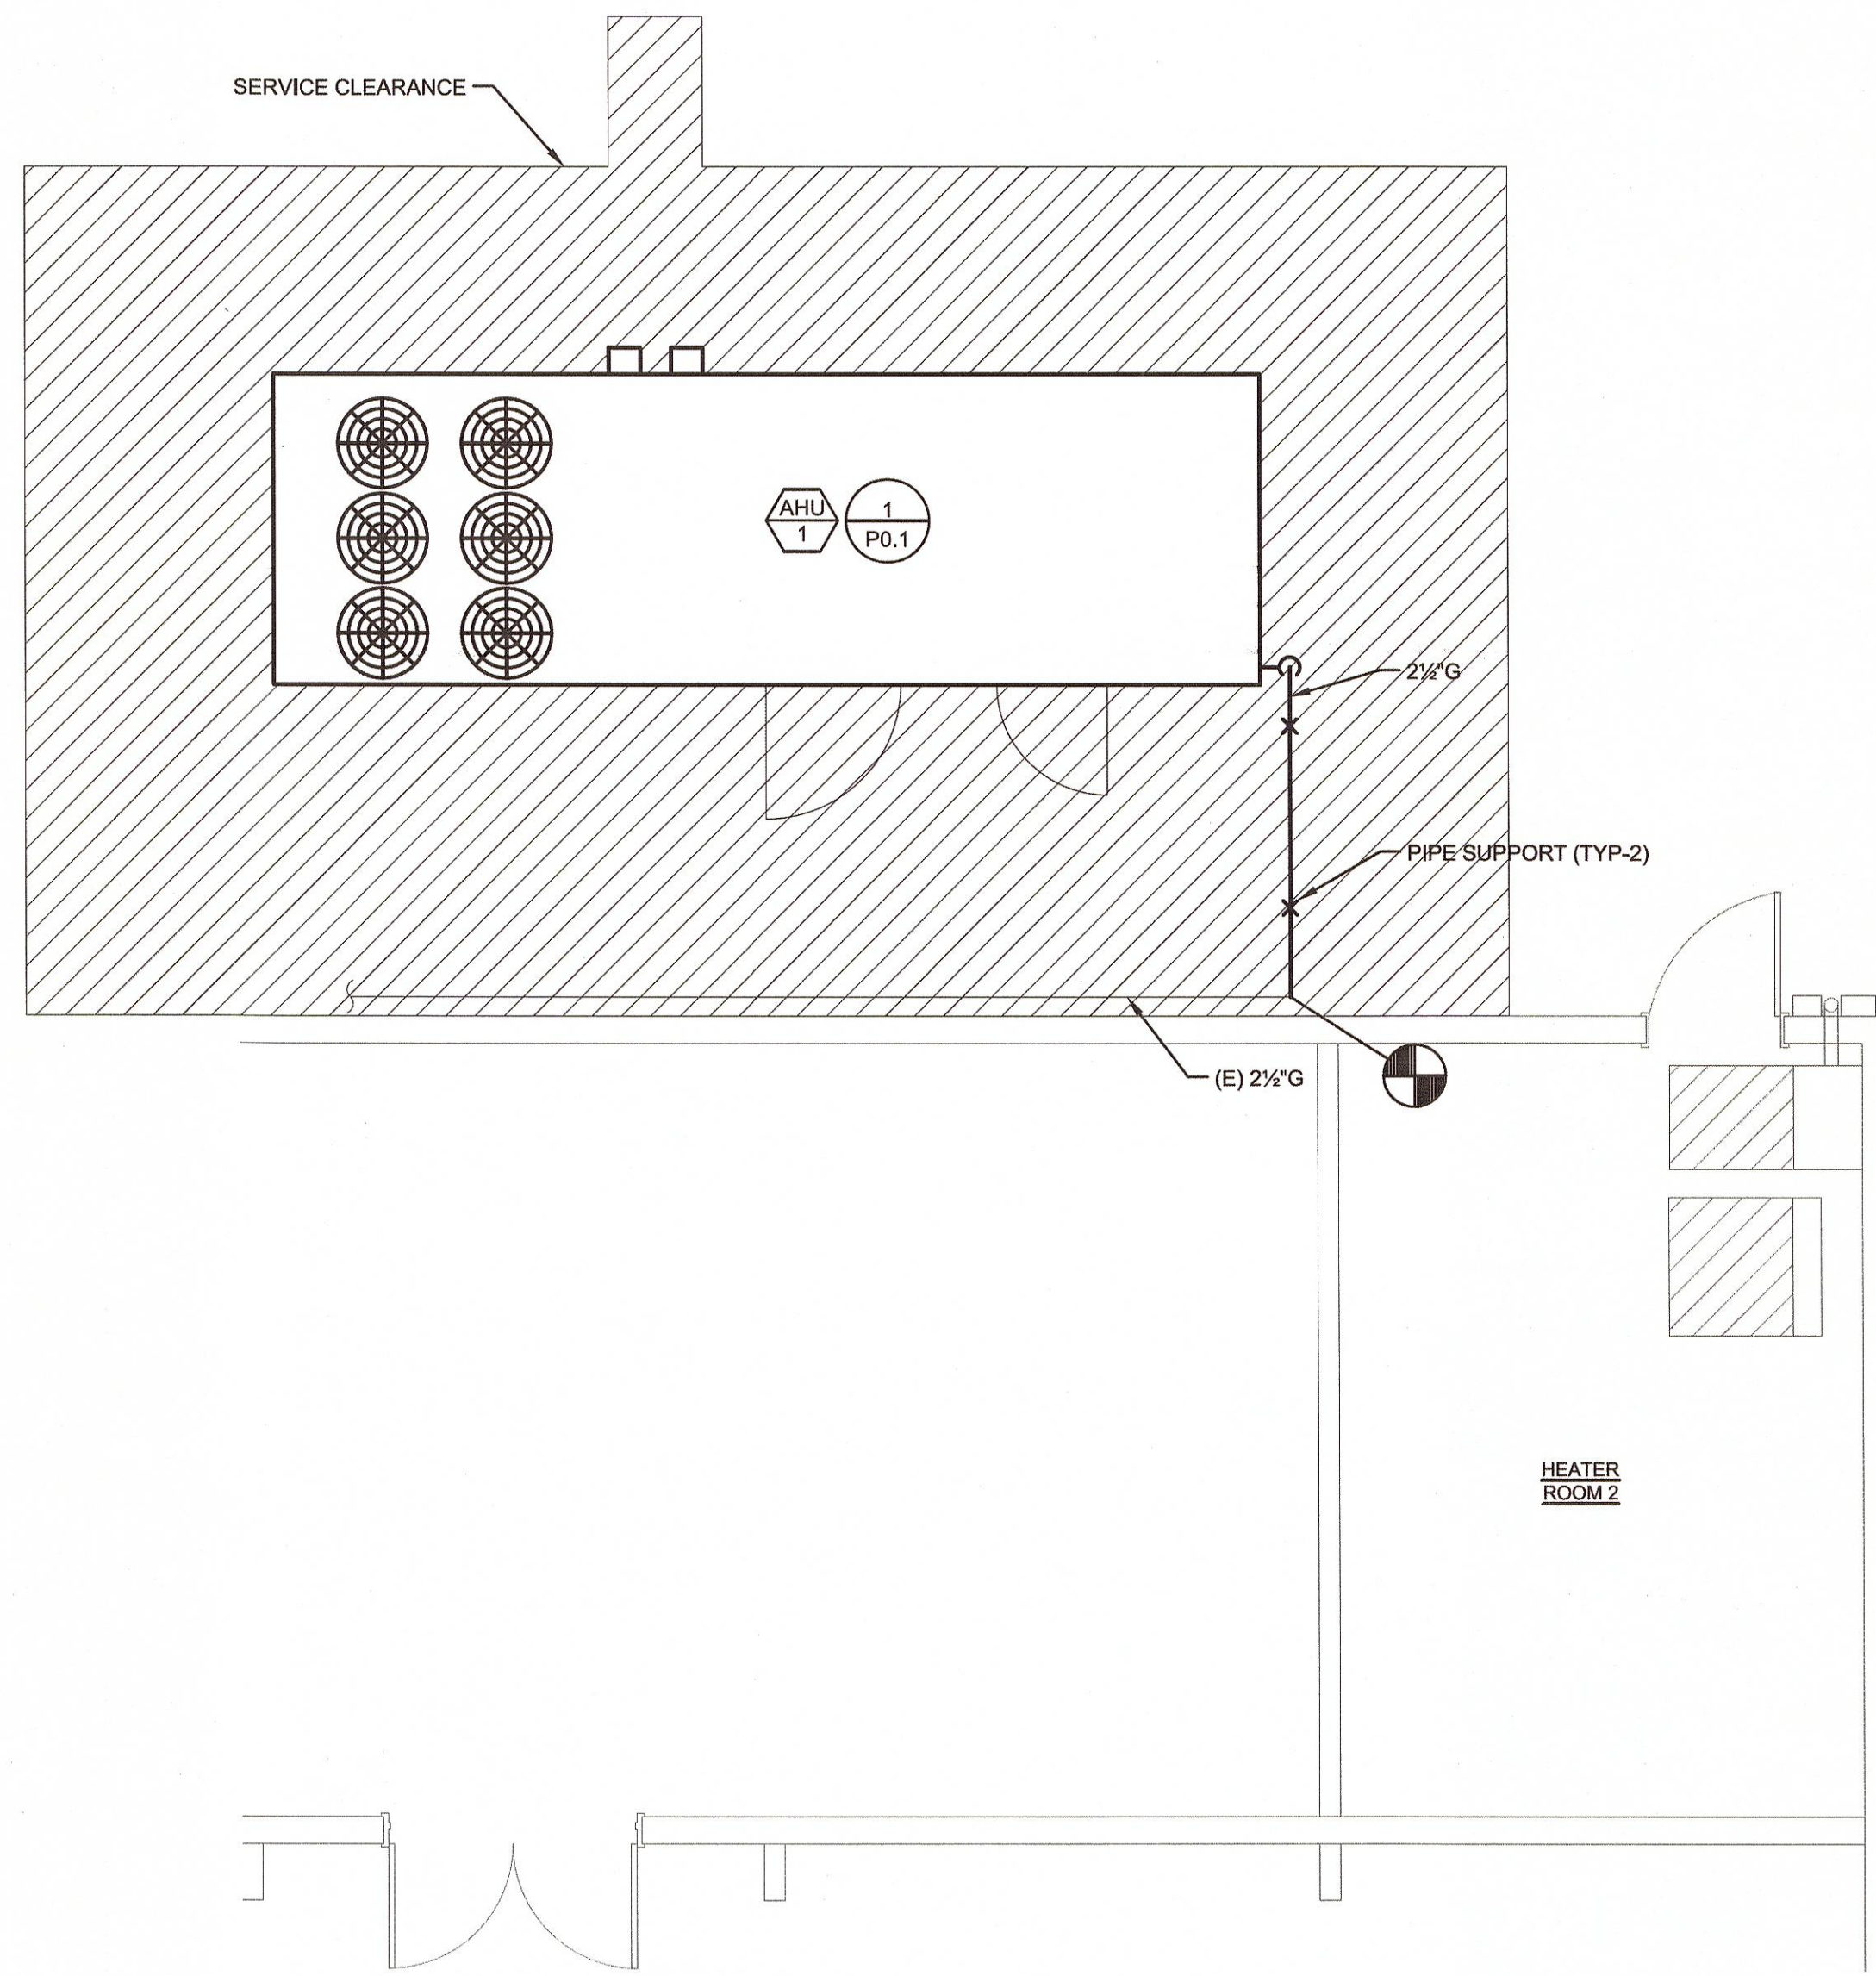 SERVICE CLEARANCE
AHU
1
1
P0.1
2½"G
PIPE SUPPORT (TYP-2)
(E) 2½"G
HEATER
ROOM 2